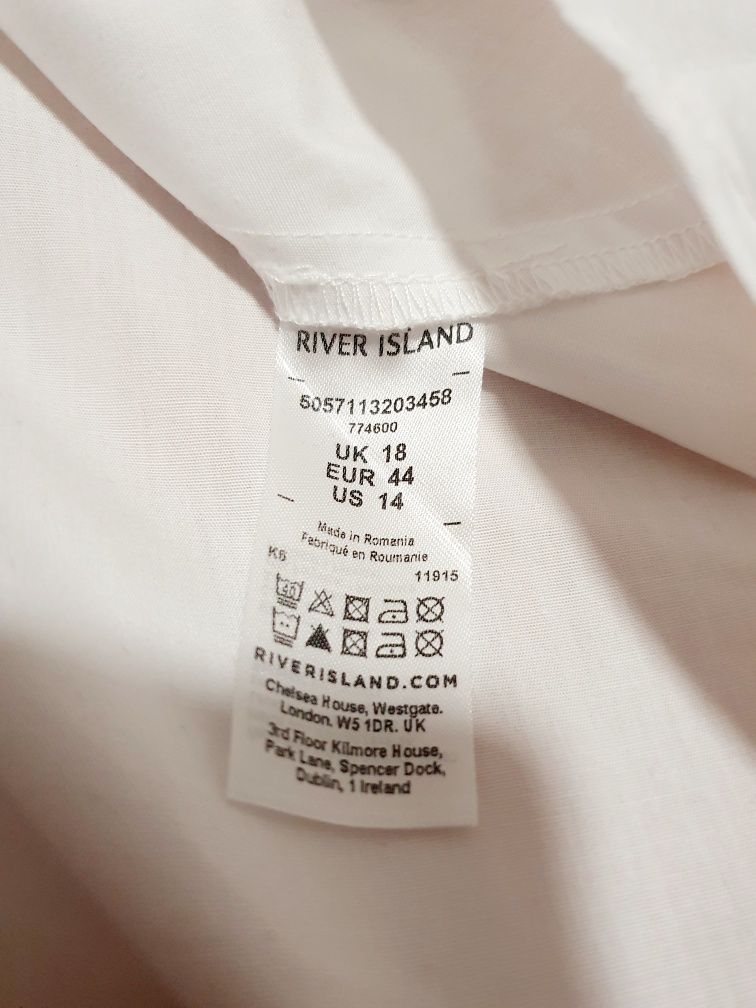 RIVER ISLAND
5057113203458
774600
UK 18
EUR 44
US 14
Made in Romania
Fabriqué en Roumanie
K6
11915
40
RIVERISLAND.COM
Chelsea House, Westgate.
London. W5 1DR. UK
3rd Floor Kilmore House,
Park Lane, Spencer Dock,
Dublin, 1 Ireland